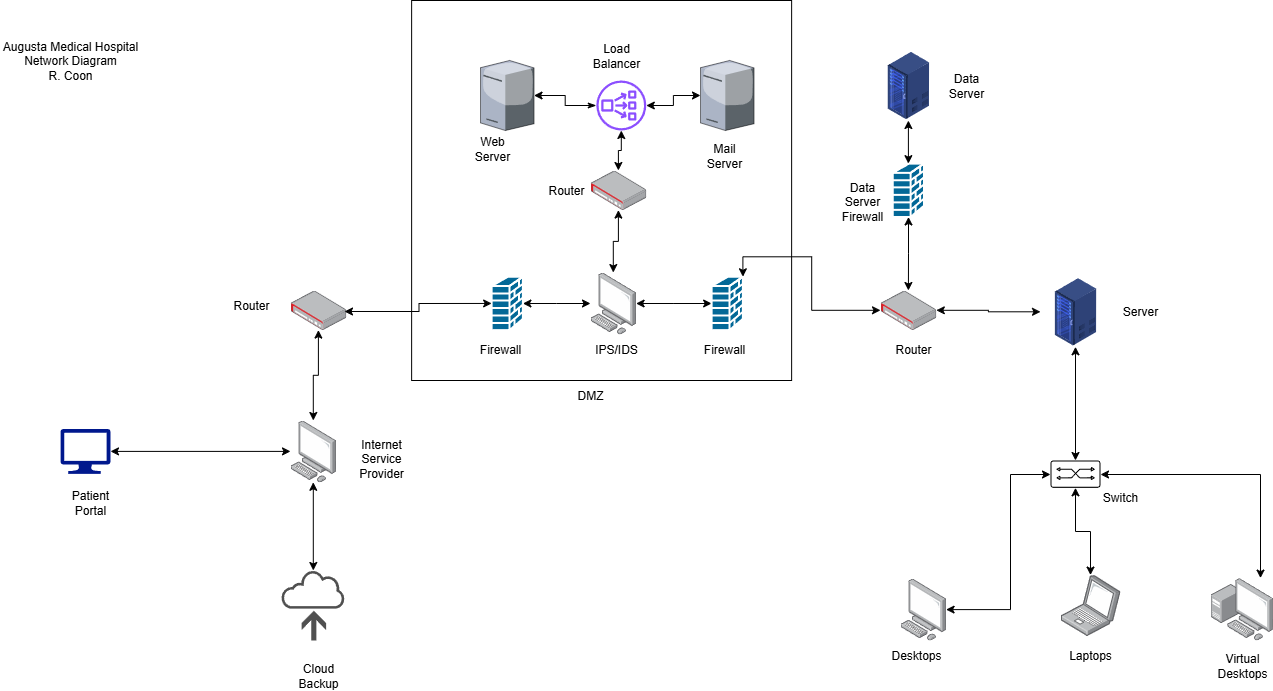 Augusta Medical Hospital
Network Diagram
R. Coon
Load
Balancer
Web
Server
Mail
Server
Router
Data
Server
Data
Server
Firewall
Router
Firewall
IPS/IDS
Firewall
DMZ
Router
Server
Patient
Portal
Internet
Service
Provider
Switch
Cloud
Backup
Desktops
Laptops
Virtual
Desktops